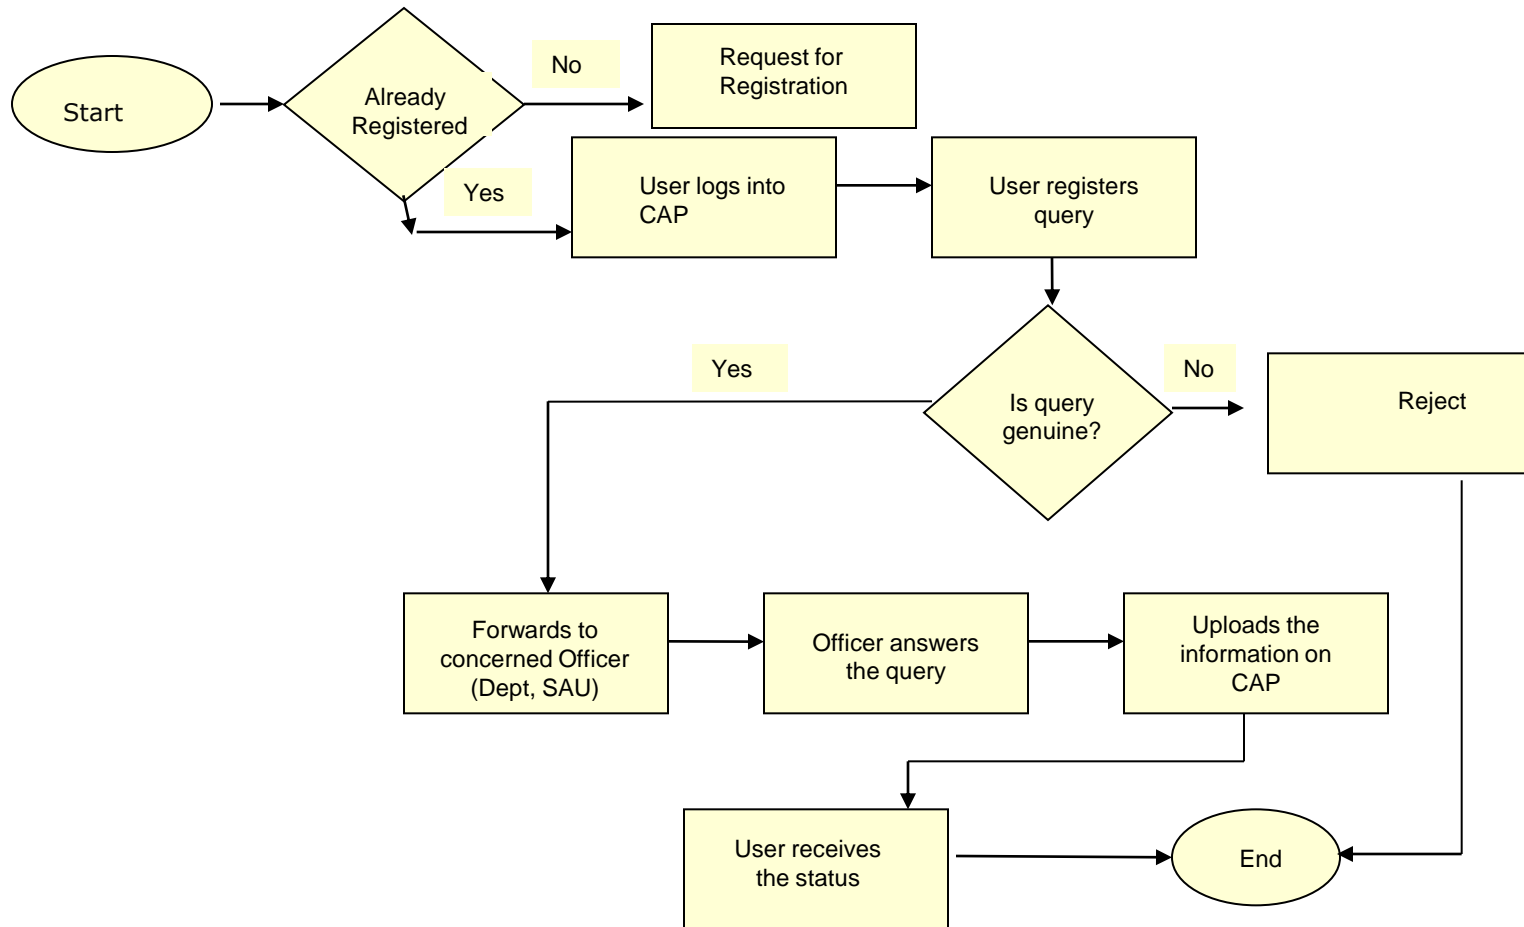 Start
Already
Registered
No
Request for
Registration
Yes
User logs into
CAP
User registers
query
Yes
Is query
genuine?
No
Reject
Forwards to
concerned Officer
(Dept, SAU)
Officer answers
the query
Uploads the
information on
CAP
User receives
the status
End